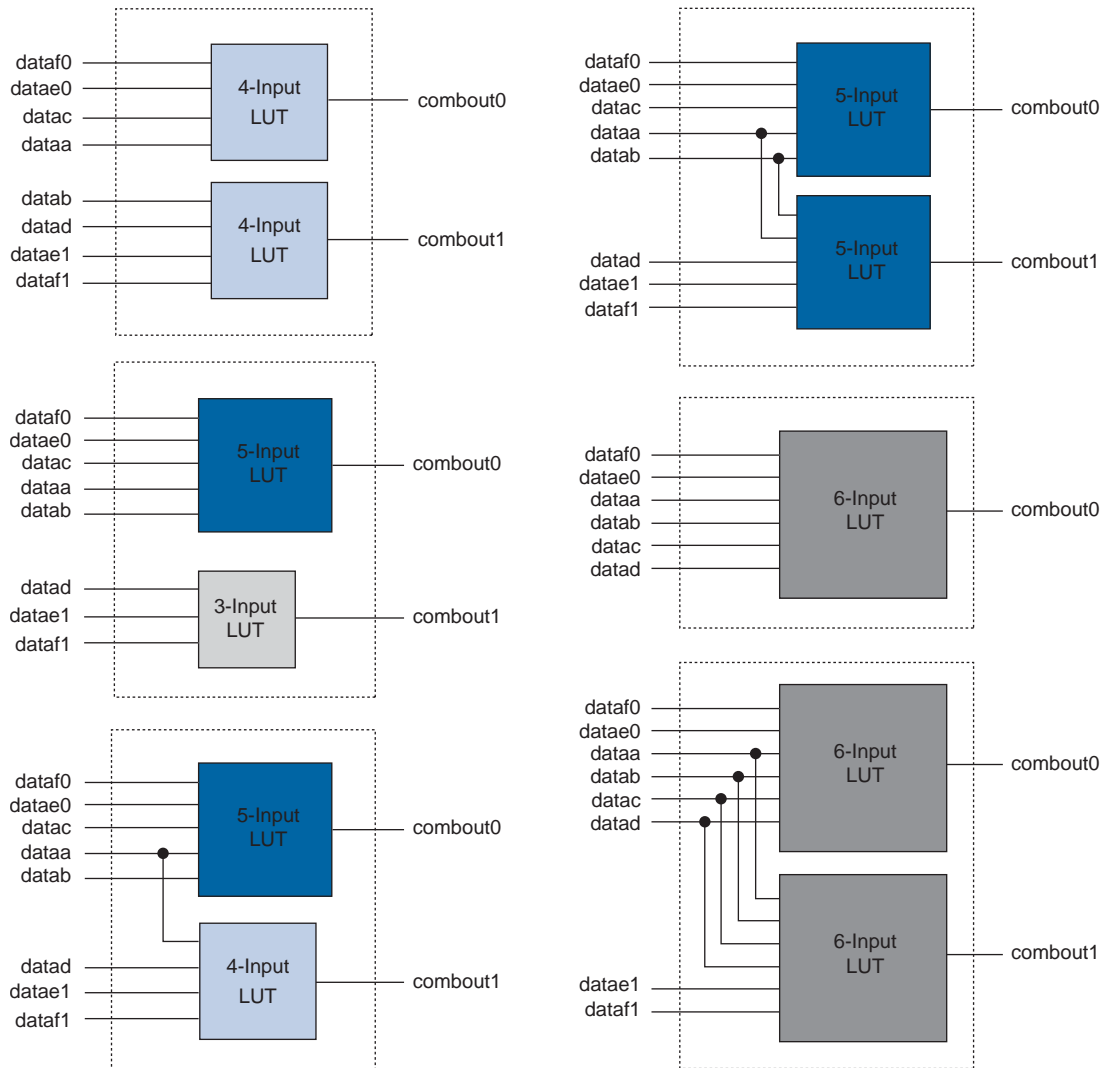 dataf0
datae0
datac
dataa
4-Input
LUT
combout0
datab
datad
datae1
dataf1
4-Input
LUT
combout1
dataf0
datae0
datac
dataa
datab
5-Input
LUT
combout0
datad
datae1
dataf1
3-Input
LUT
combout1
dataf0
datae0
datac
dataa
datab
5-Input
LUT
combout0
datad
datae1
dataf1
4-Input
LUT
combout1
dataf0
datae0
datac
dataa
datab
5-Input
LUT
combout0
datad
datae1
dataf1
5-Input
LUT
combout1
dataf0
datae0
dataa
datab
datac
datad
6-Input
LUT
combout0
dataf0
datae0
dataa
datab
datac
datad
6-Input
LUT
combout0
datae1
dataf1
6-Input
LUT
combout1